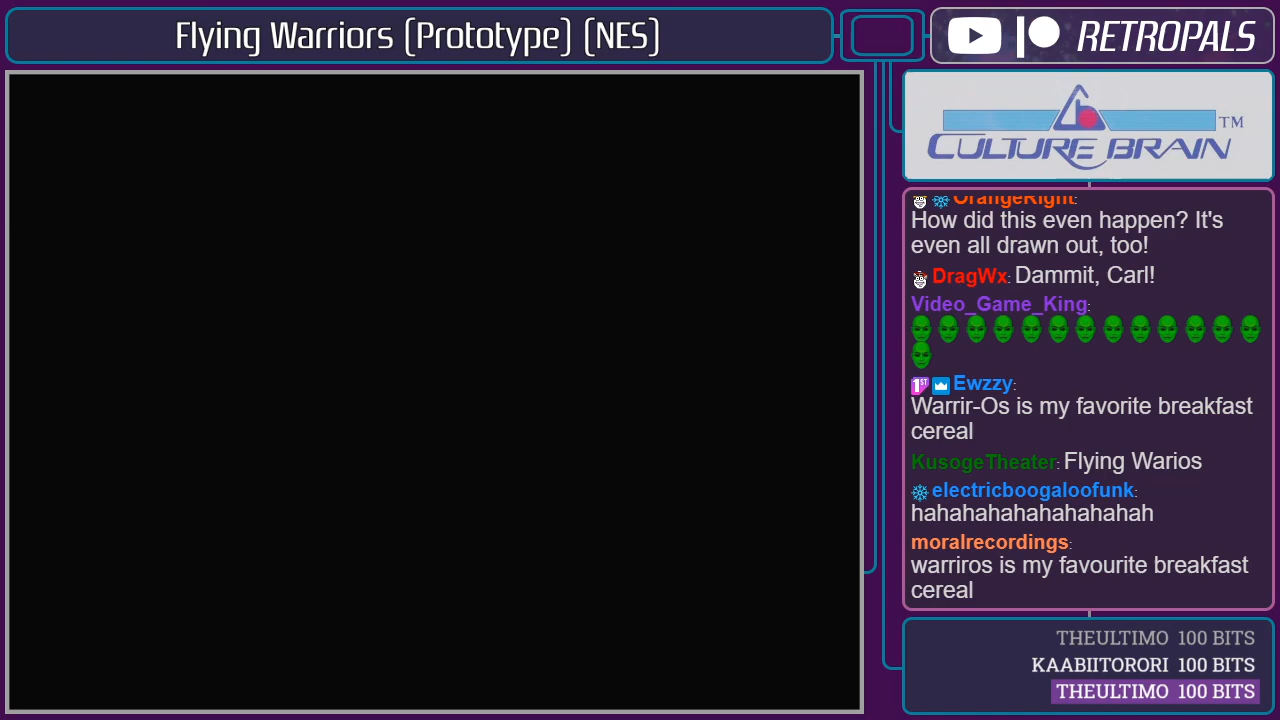 Flying Warriors (Prototype) (NES)
RETROPALS
CULTURE BRAIN TM
OrangeRight:
How did this even happen? It's
even all drawn out, too!
DragWx: Dammit, Carl!
Video_Game_King:
1ST Ewzzy:
Warrir-Os is my favorite breakfast
cereal
KusogeTheater: Flying Warios
electricboogaloofunk:
hahahahahahahahahah
moralrecordings:
warriros is my favourite breakfast
cereal
THEULTIMO 100 BITS
KAABIITORORI 100 BITS
THEULTIMO 100 BITS